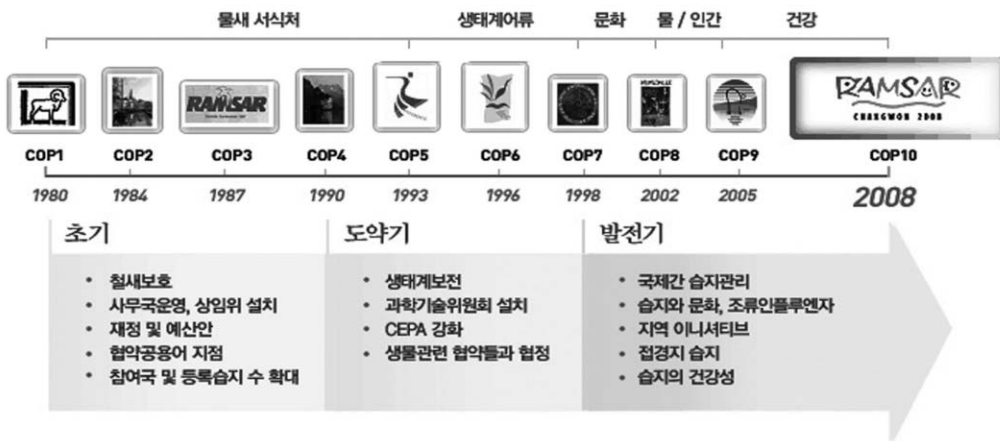 물새 서식처
생태계어류
문화
물 / 인간
건강
RAMSAR
RAMSAR
CHANGWON 2008
COP1
COP2
COP3
COP4
COP5
COP6
COP7
COP8
COP9
COP10
1980
1984
1987
1990
1993
1996
1998
2002
2005
2008
초기
• 철새보호
• 사무국운영, 상임위 설치
• 재정 및 예산안
• 협약공용어 지점
• 참여국 및 등록습지 수 확대
도약기
• 생태계보전
• 과학기술위원회 설치
• CEPA 강화
• 생물관련 협약들과 협정
발전기
• 국제간 습지관리
• 습지와 문화, 조류인플루엔자
• 지역 이니셔티브
• 접경지 습지
• 습지의 건강성